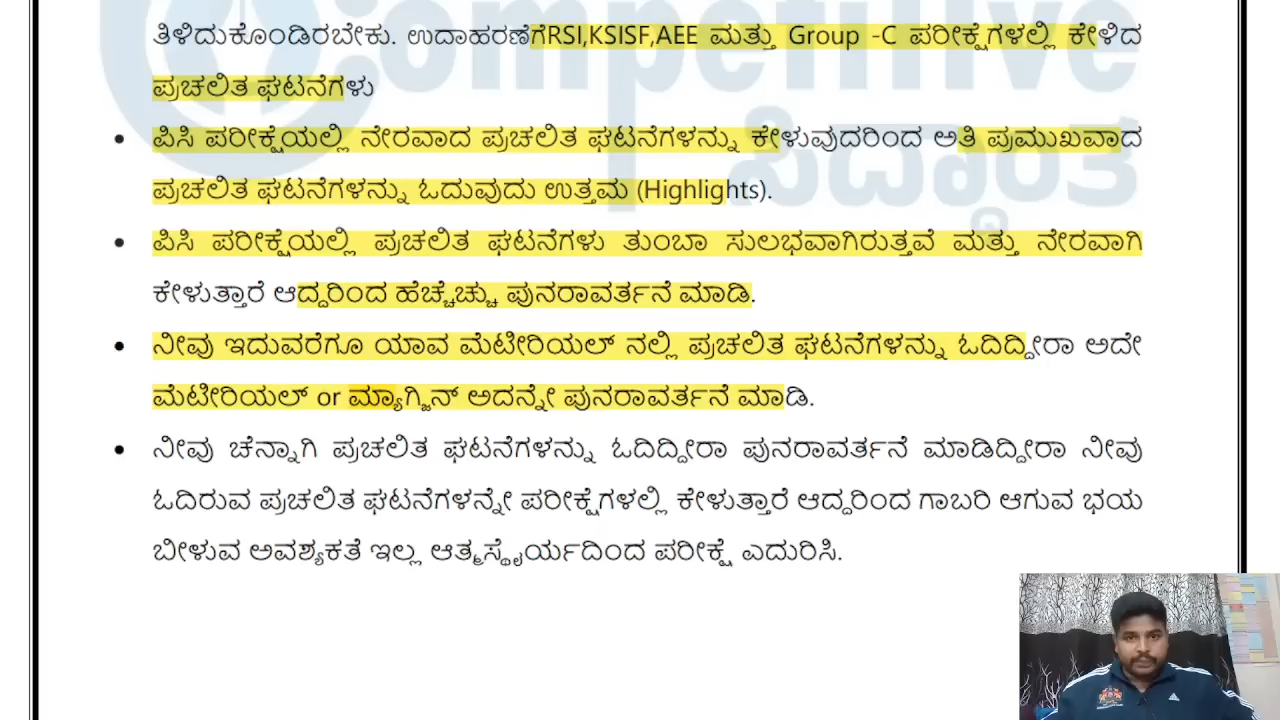 ತಿಳಿದುಕೊಂಡಿರಬೇಕು. ಉದಾಹರಣೆಗೆRSI,KSISF,AEE ಮತ್ತು Group -C ಪರೀಕ್ಷೆಗಳಲ್ಲಿ ಕೇಳಿದ
ಪ್ರಚಲಿತ ಘಟನೆಗಳು
• ಪಿಸಿ ಪರೀಕ್ಷೆಯಲ್ಲಿ ನೇರವಾದ ಪ್ರಚಲಿತ ಘಟನೆಗಳನ್ನು ಕೇಳುವುದರಿಂದ ಅತಿ ಪ್ರಮುಖವಾದ
ಪ್ರಚಲಿತ ಘಟನೆಗಳನ್ನು ಓದುವುದು ಉತ್ತಮ (Highlights).
• ಪಿಸಿ ಪರೀಕ್ಷೆಯಲ್ಲಿ ಪ್ರಚಲಿತ ಘಟನೆಗಳು ತುಂಬಾ ಸುಲಭವಾಗಿರುತ್ತವೆ ಮತ್ತು ನೇರವಾಗಿ
ಕೇಳುತ್ತಾರೆ ಆದ್ದರಿಂದ ಹೆಚ್ಚೆಚ್ಚು ಪುನರಾವರ್ತನೆ ಮಾಡಿ.
• ನೀವು ಇದುವರೆಗೂ ಯಾವ ಮೆಟೀರಿಯಲ್ ನಲ್ಲಿ ಪ್ರಚಲಿತ ಘಟನೆಗಳನ್ನು ಓದಿದ್ದೀರಾ ಅದೇ
ಮೆಟೀರಿಯಲ್ or ಮ್ಯಾಗ್ಜಿನ್ ಅದನ್ನೇ ಪುನರಾವರ್ತನೆ ಮಾಡಿ.
• ನೀವು ಚೆನ್ನಾಗಿ ಪ್ರಚಲಿತ ಘಟನೆಗಳನ್ನು ಓದಿದ್ದೀರಾ ಪುನರಾವರ್ತನೆ ಮಾಡಿದ್ದೀರಾ ನೀವು
ಓದಿರುವ ಪ್ರಚಲಿತ ಘಟನೆಗಳನ್ನೇ ಪರೀಕ್ಷೆಗಳಲ್ಲಿ ಕೇಳುತ್ತಾರೆ ಆದ್ದರಿಂದ ಗಾಬರಿ ಆಗುವ ಭಯ
ಬೀಳುವ ಅವಶ್ಯಕತೆ ಇಲ್ಲ ಆತ್ಮಸ್ಥೈರ್ಯದಿಂದ ಪರೀಕ್ಷೆ ಎದುರಿಸಿ.